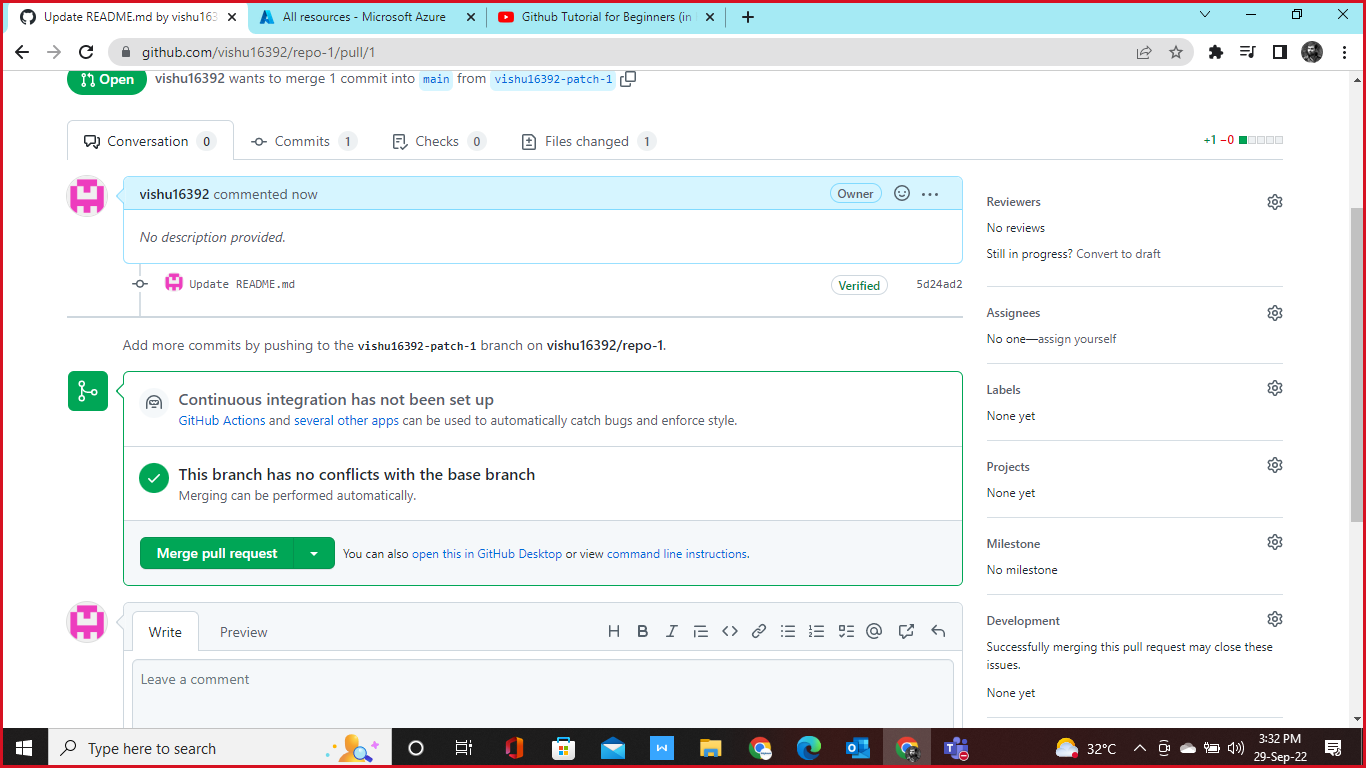 Update README.md by vishu163
All resources - Microsoft Azure
Github Tutorial for Beginners (in
github.com/vishu16392/repo-1/pull/1
Open
vishu16392 wants to merge 1 commit into main from vishu16392-patch-1
Conversation 0
Commits 1
Checks 0
Files changed 1
+1 −0
vishu16392 commented now
Owner
No description provided.
Update README.md
Verified
5d24ad2
Add more commits by pushing to the vishu16392-patch-1 branch on vishu16392/repo-1.
Continuous integration has not been set up
GitHub Actions and several other apps can be used to automatically catch bugs and enforce style.
This branch has no conflicts with the base branch
Merging can be performed automatically.
Merge pull request
You can also open this in GitHub Desktop or view command line instructions.
Write
Preview
Leave a comment
Reviewers
No reviews
Still in progress? Convert to draft
Assignees
No one—assign yourself
Labels
None yet
Projects
None yet
Milestone
No milestone
Development
Successfully merging this pull request may close these
issues.
None yet
Type here to search
32°C
3:32 PM
29-Sep-22